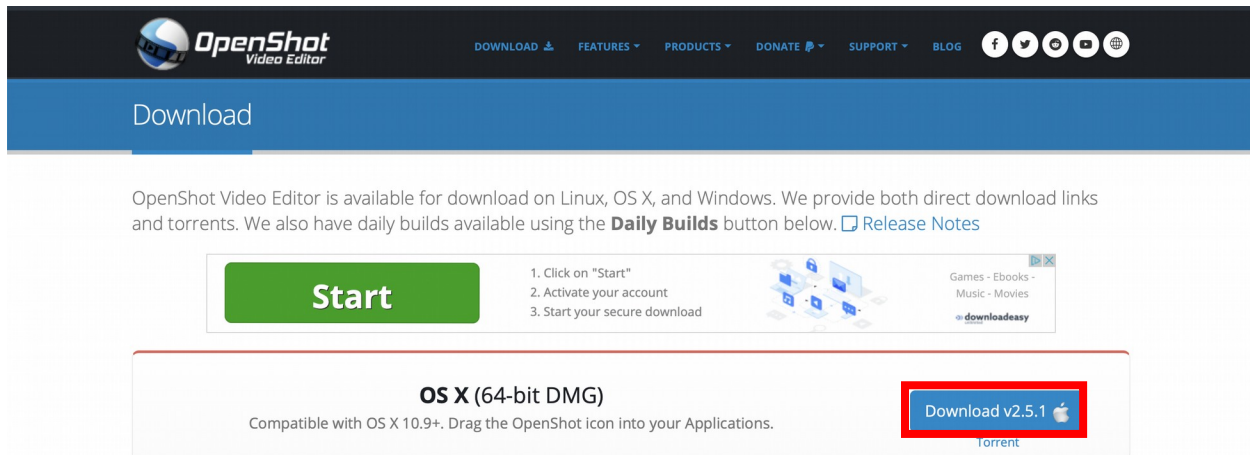 OpenShot
Video Editor
DOWNLOAD FEATURES PRODUCTS DONATE SUPPORT BLOG
Download
OpenShot Video Editor is available for download on Linux, OS X, and Windows. We provide both direct download links
and torrents. We also have daily builds available using the Daily Builds button below. Release Notes
Start
1. Click on "Start"
2. Activate your account
3. Start your secure download
Games - Ebooks -
Music - Movies
downloadeasy
OS X (64-bit DMG)
Compatible with OS X 10.9+. Drag the OpenShot icon into your Applications.
Download v2.5.1
Torrent